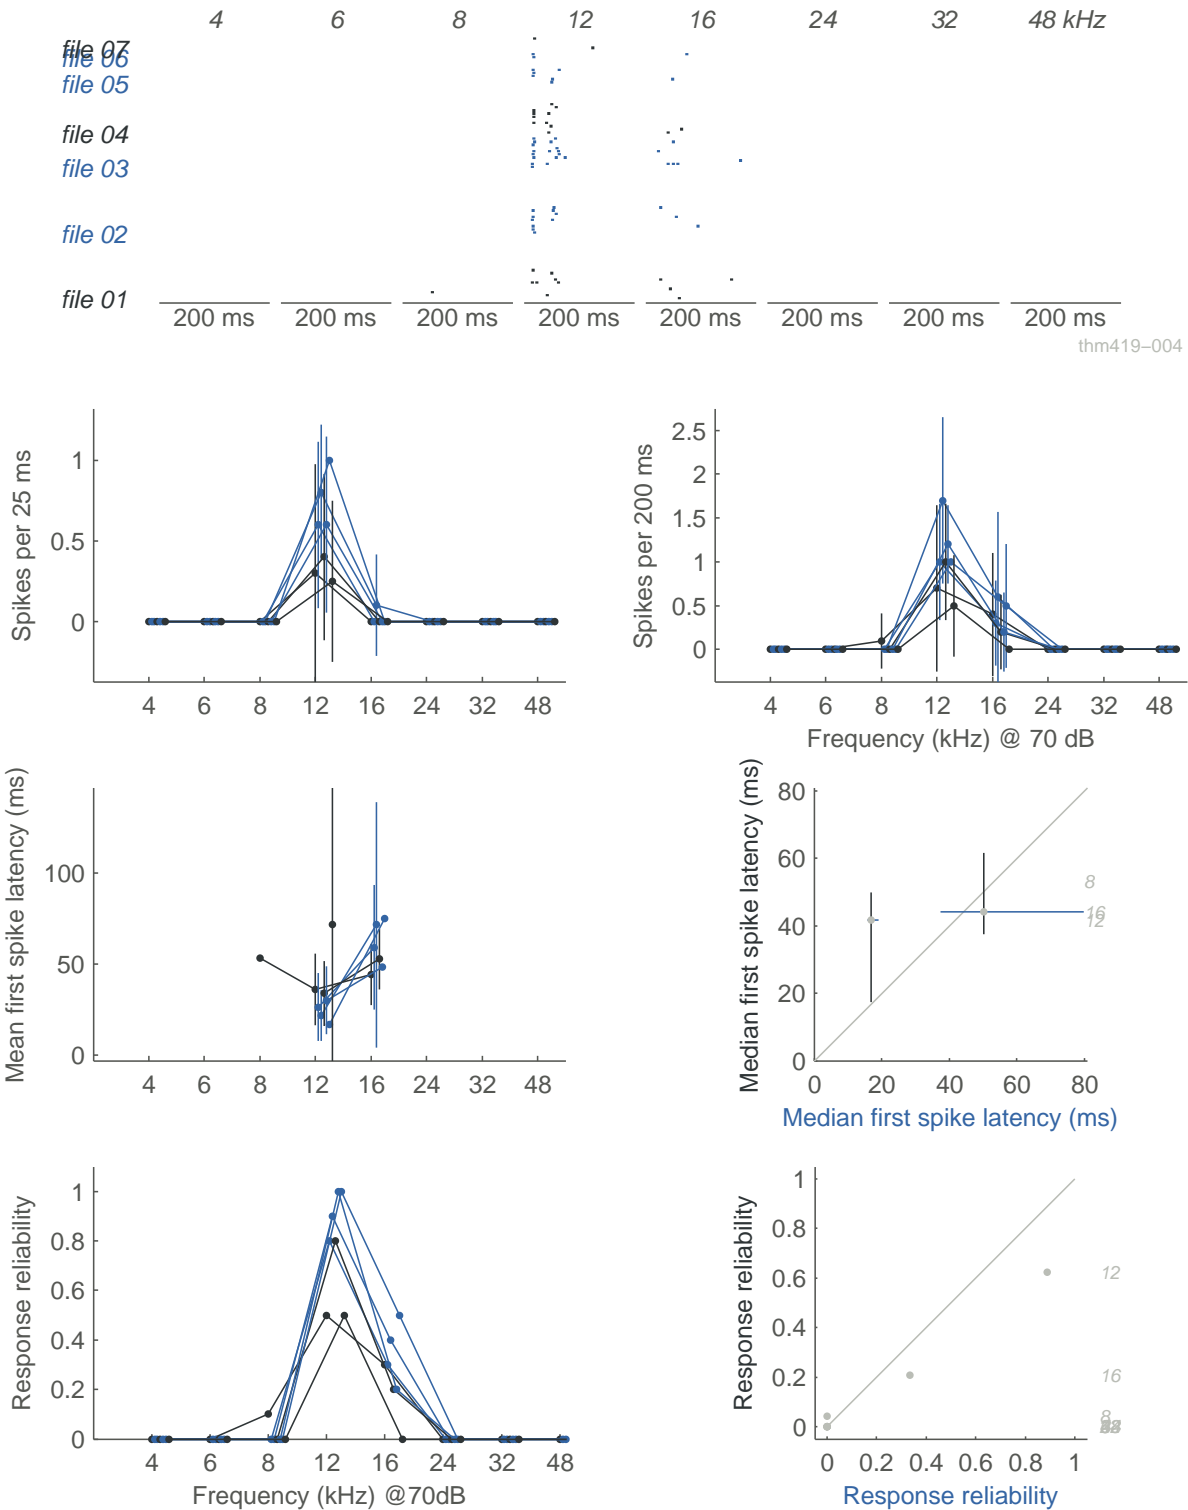 4 6 8 12 16 24 32 48 kHz
file 07
file 06
file 05
file 04
file 03
file 02
file 01
200 ms 200 ms 200 ms 200 ms 200 ms 200 ms 200 ms 200 ms
thm419–004
Spikes per 25 ms
1
0.5
0
4 6 8 12 16 24 32 48
Spikes per 200 ms
2.5
2
1.5
1
0.5
0
4 6 8 12 16 24 32 48
Frequency (kHz) @ 70 dB
Mean first spike latency (ms)
100
50
0
4 6 8 12 16 24 32 48
Median first spike latency (ms)
80
60
40
20
0
8
16
12
0 20 40 60 80
Median first spike latency (ms)
Response reliability
1
0.8
0.6
0.4
0.2
0
4 6 8 12 16 24 32 48
Frequency (kHz) @70dB
Response reliability
1
0.8
0.6
0.4
0.2
0
12
16
8
0 0.2 0.4 0.6 0.8 1
Response reliability